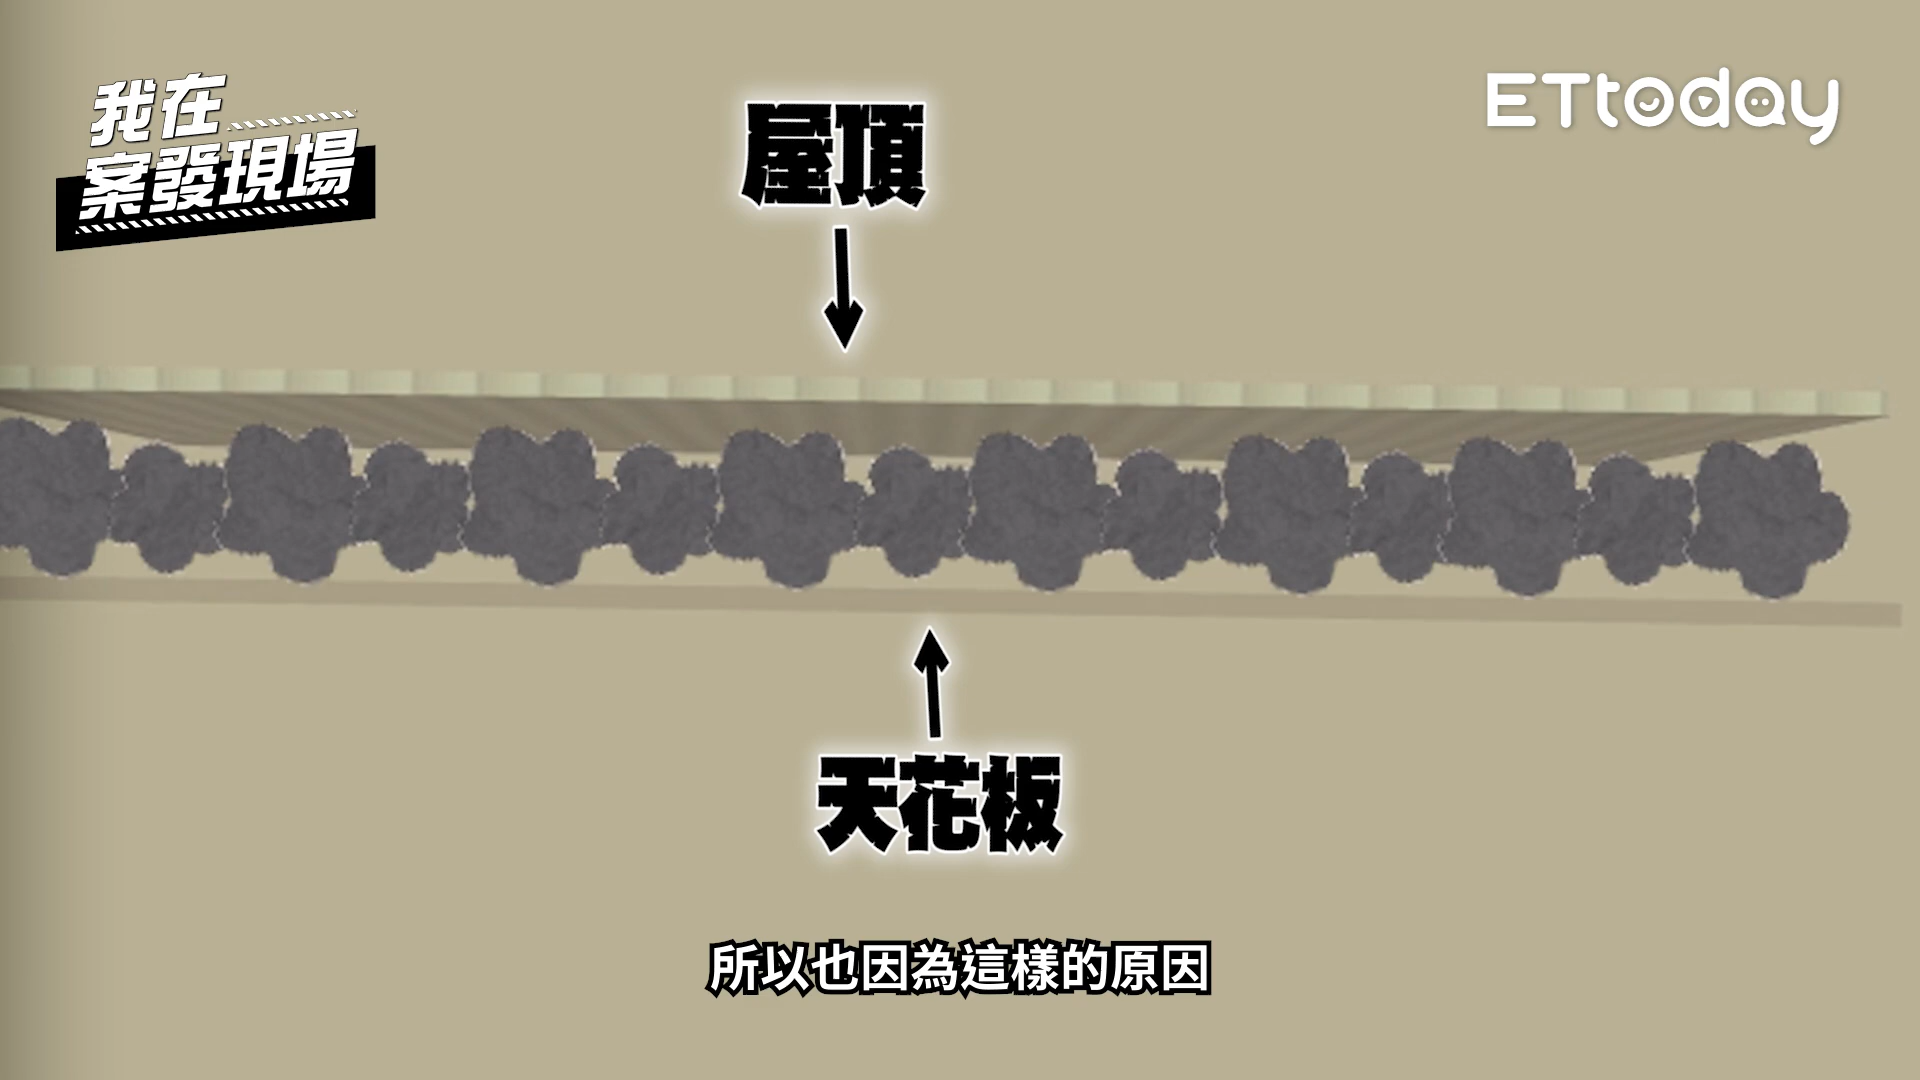 我在
案發現場
ETtoday
屋頂
天花板
所以也因為這樣的原因